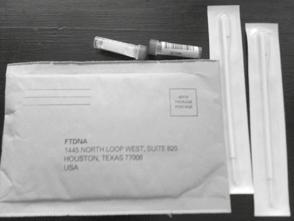 FTDNA
1445 NORTH LOOP WEST, SUITE 820
HOUSTON, TEXAS 77008
USA